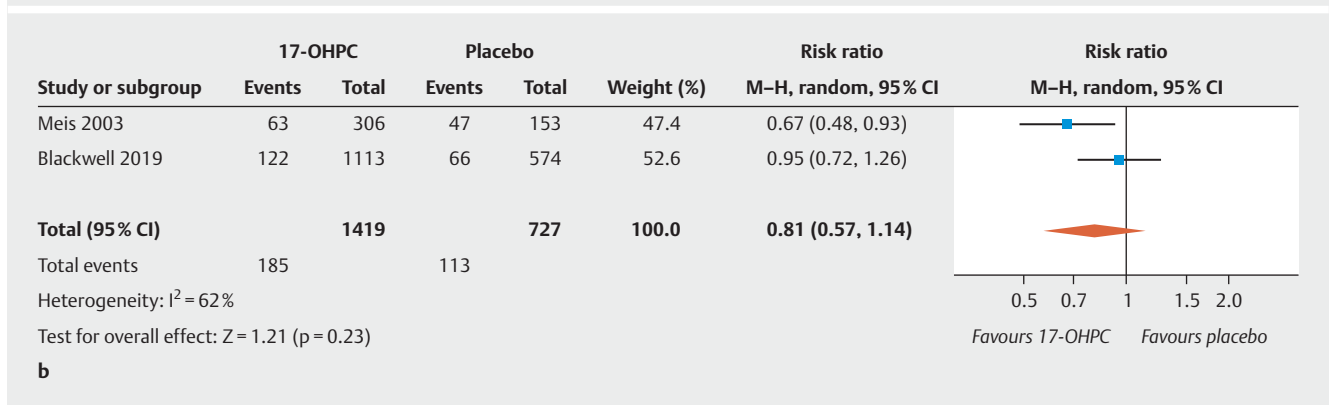 17-OHPC Placebo Risk ratio Risk ratio
Study or subgroup Events Total Events Total Weight (%) M–H, random, 95% CI M–H, random, 95% CI
Meis 2003 63 306 47 153 47.4 0.67 (0.48, 0.93)
Blackwell 2019 122 1113 66 574 52.6 0.95 (0.72, 1.26)
Total (95% CI) 1419 727 100.0 0.81 (0.57, 1.14)
Total events 185 113
Heterogeneity: I² = 62%
0.5 0.7 1 1.5 2.0
Test for overall effect: Z = 1.21 (p = 0.23)
Favours 17-OHPC Favours placebo
b